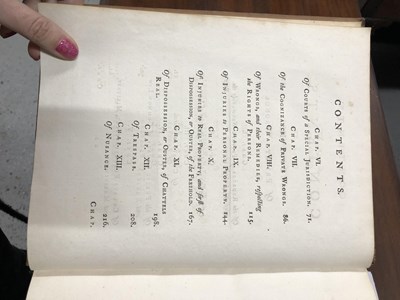 CONTENTS.
CHAP. VI.
Of COURTS of a SPECIAL JURISDICTION. 71.
CHAP. VII.
Of the COGNIZANCE of PRIVATE WRONGS. 86.
CHAP. VIII.
Of WRONGS, and their REMEDIES, respecting
the RIGHTS of PERSONS. 115.
CHAP. IX.
Of INJURIES to PERSONAL PROPERTY. 144.
CHAP. X.
Of INJURIES to REAL PROPERTY, and first of
DISPOSSESSION, or OUSTER, of the FREEHOLD. 167.
CHAP. XI.
Of DISPOSSESSION, or OUSTER, of CHATTELS
REAL. 198.
CHAP. XII.
Of TRESPASS. 208.
CHAP. XIII.
Of NUSANCE. 216.
CHAP.